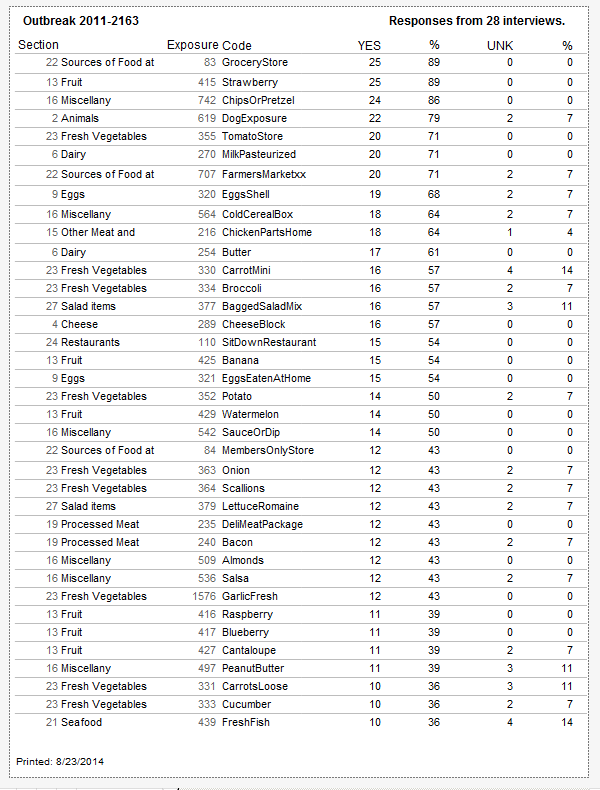 Outbreak 2011-2163 Responses from 28 interviews.
Section Exposure Code YES % UNK %
22 Sources of Food at 83 GroceryStore 25 89 0 0
13 Fruit 415 Strawberry 25 89 0 0
16 Miscellany 742 ChipsOrPretzel 24 86 0 0
2 Animals 619 DogExposure 22 79 2 7
23 Fresh Vegetables 355 TomatoStore 20 71 0 0
6 Dairy 270 MilkPasteurized 20 71 0 0
22 Sources of Food at 707 FarmersMarketxx 20 71 2 7
9 Eggs 320 EggsShell 19 68 2 7
16 Miscellany 564 ColdCerealBox 18 64 2 7
15 Other Meat and 216 ChickenPartsHome 18 64 1 4
6 Dairy 254 Butter 17 61 0 0
23 Fresh Vegetables 330 CarrotMini 16 57 4 14
23 Fresh Vegetables 334 Broccoli 16 57 2 7
27 Salad items 377 BaggedSaladMix 16 57 3 11
4 Cheese 289 CheeseBlock 16 57 0 0
24 Restaurants 110 SitDownRestaurant 15 54 0 0
13 Fruit 425 Banana 15 54 0 0
9 Eggs 321 EggsEatenAtHome 15 54 0 0
23 Fresh Vegetables 352 Potato 14 50 2 7
13 Fruit 429 Watermelon 14 50 0 0
16 Miscellany 542 SauceOrDip 14 50 0 0
22 Sources of Food at 84 MembersOnlyStore 12 43 0 0
23 Fresh Vegetables 363 Onion 12 43 2 7
23 Fresh Vegetables 364 Scallions 12 43 2 7
27 Salad items 379 LettuceRomaine 12 43 2 7
19 Processed Meat 235 DeliMeatPackage 12 43 0 0
19 Processed Meat 240 Bacon 12 43 2 7
16 Miscellany 509 Almonds 12 43 0 0
16 Miscellany 536 Salsa 12 43 2 7
23 Fresh Vegetables 1576 GarlicFresh 12 43 0 0
13 Fruit 416 Raspberry 11 39 0 0
13 Fruit 417 Blueberry 11 39 0 0
13 Fruit 427 Cantaloupe 11 39 2 7
16 Miscellany 497 PeanutButter 11 39 3 11
23 Fresh Vegetables 331 CarrotsLoose 10 36 3 11
23 Fresh Vegetables 333 Cucumber 10 36 2 7
21 Seafood 439 FreshFish 10 36 4 14
Printed: 8/23/2014